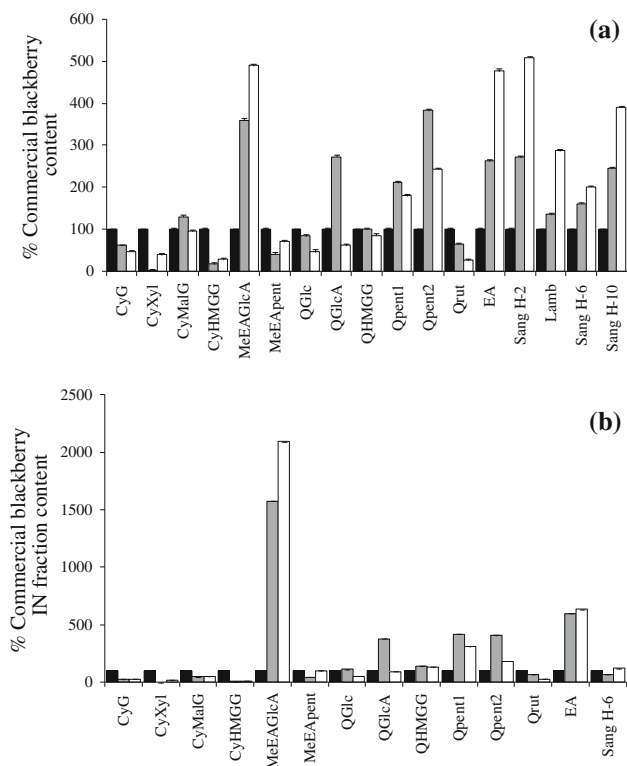 (a)
% Commercial blackberry
content
600
500
400
300
200
100
0
CyG
CyXyl
CyMalG
CyHMGG
MeEAGlcA
MeEApent
QGlc
QGlcA
QHMGG
Qpent1
Qpent2
Qrut
EA
Sang H-2
Lamb
Sang H-6
Sang H-10
(b)
% Commercial blackberry
IN fraction content
2500
2000
1500
1000
500
0
CyG
CyXyl
CyMalG
CyHMGG
MeEAGlcA
MeEApent
QGlc
QGlcA
QHMGG
Qpent1
Qpent2
Qrut
EA
Sang H-6